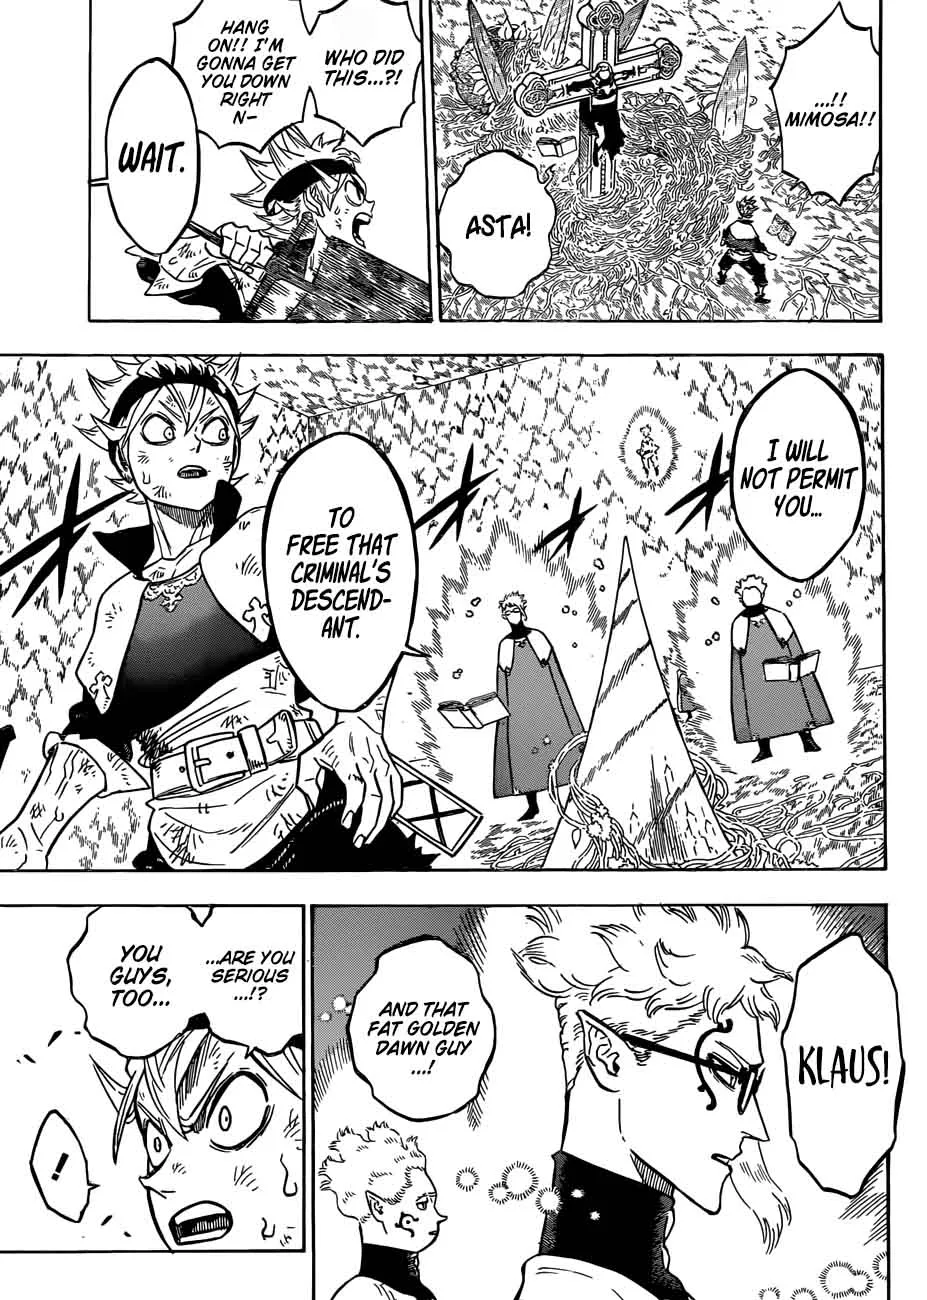 ...!!
MIMOSA!!
ASTA!
WHO DID
THIS...?!
HANG
ON!! I'M
GONNA GET
YOU DOWN
RIGHT
N–
WAIT.
I WILL
NOT PERMIT
YOU...
TO
FREE THAT
CRIMINAL'S
DESCEND-
ANT.
KLAUS!
AND THAT
FAT GOLDEN
DAWN GUY
...!
...ARE YOU
SERIOUS
...!?
YOU
GUYS,
TOO...
!